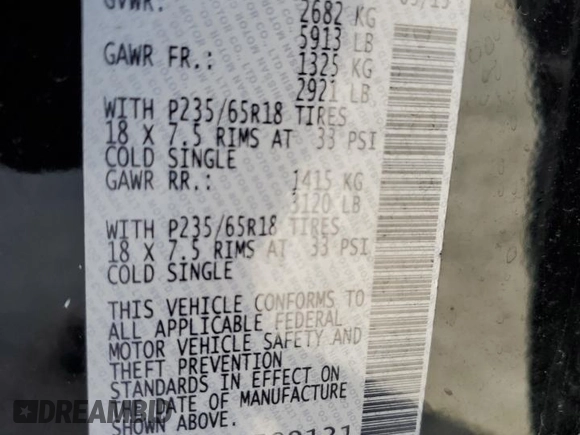 GVWR: 2682 KG
5913 LB
GAWR FR.: 1325 KG
2921 LB
WITH P235/65R18 TIRES
18 X 7.5 RIMS AT 33 PSI
COLD SINGLE
GAWR RR.: 1415 KG
3120 LB
WITH P235/65R18 TIRES
18 X 7.5 RIMS AT 33 PSI
COLD SINGLE
THIS VEHICLE CONFORMS TO
ALL APPLICABLE FEDERAL
MOTOR VEHICLE SAFETY AND
THEFT PREVENTION
STANDARDS IN EFFECT ON
THE DATE OF MANUFACTURE
SHOWN ABOVE.
DREAMBID